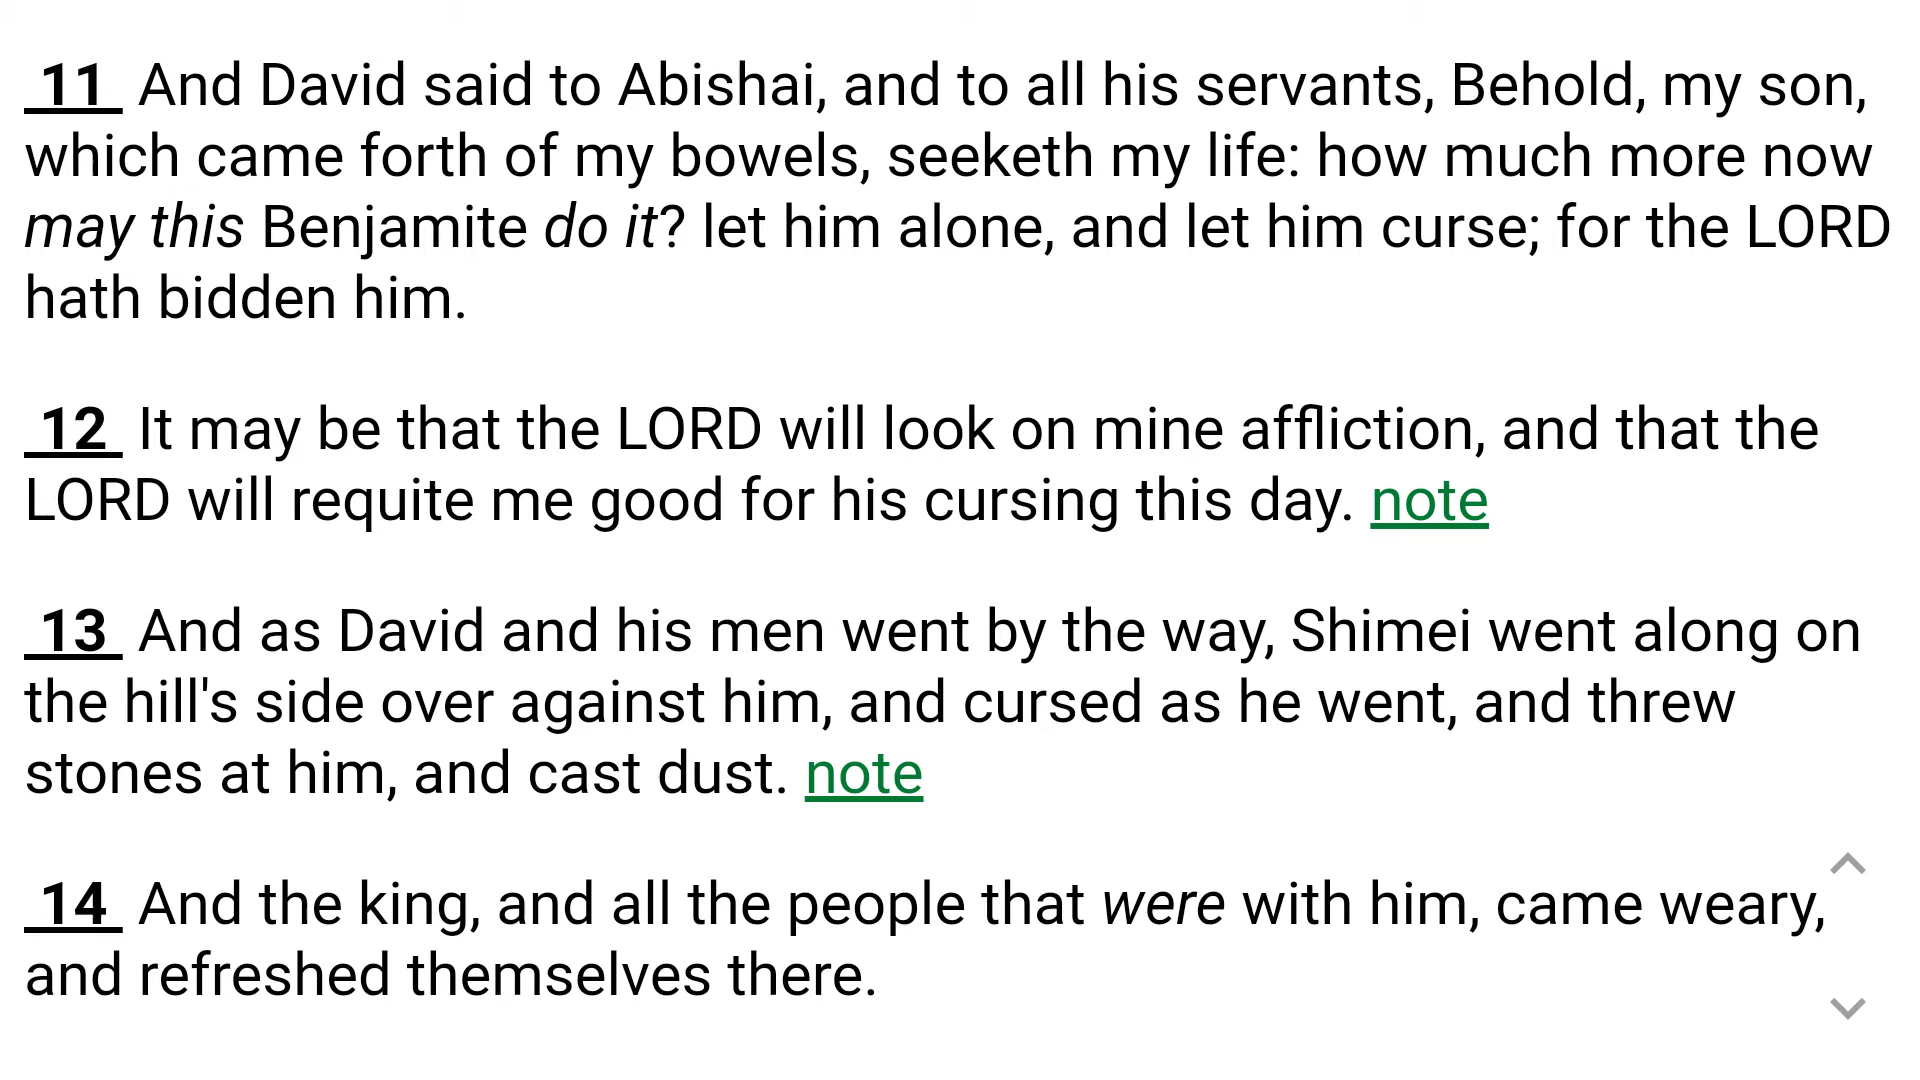 11 And David said to Abishai, and to all his servants, Behold, my son,
which came forth of my bowels, seeketh my life: how much more now
may this Benjamite do it? let him alone, and let him curse; for the LORD
hath bidden him.
12 It may be that the LORD will look on mine affliction, and that the
LORD will requite me good for his cursing this day. note
13 And as David and his men went by the way, Shimei went along on
the hill's side over against him, and cursed as he went, and threw
stones at him, and cast dust. note
14 And the king, and all the people that were with him, came weary,
and refreshed themselves there.